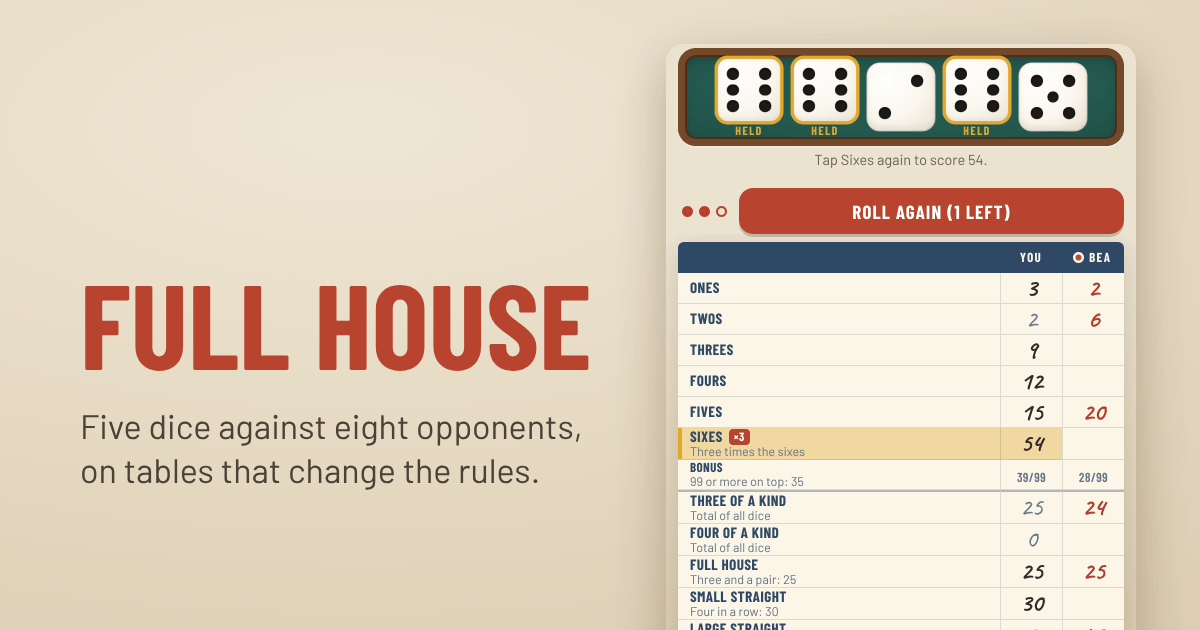 HELD HELD HELD
Tap Sixes again to score 54.
ROLL AGAIN (1 LEFT)
FULL HOUSE
Five dice against eight opponents,
on tables that change the rules.
YOU BEA
ONES 3 2
TWOS 2 6
THREES 9
FOURS 12
FIVES 15 20
SIXES ×3 54
Three times the sixes
BONUS 39/99 28/99
99 or more on top: 35
THREE OF A KIND 25 24
Total of all dice
FOUR OF A KIND 0
Total of all dice
FULL HOUSE 25 25
Three and a pair: 25
SMALL STRAIGHT 30
Four in a row: 30
LARGE STRAIGHT